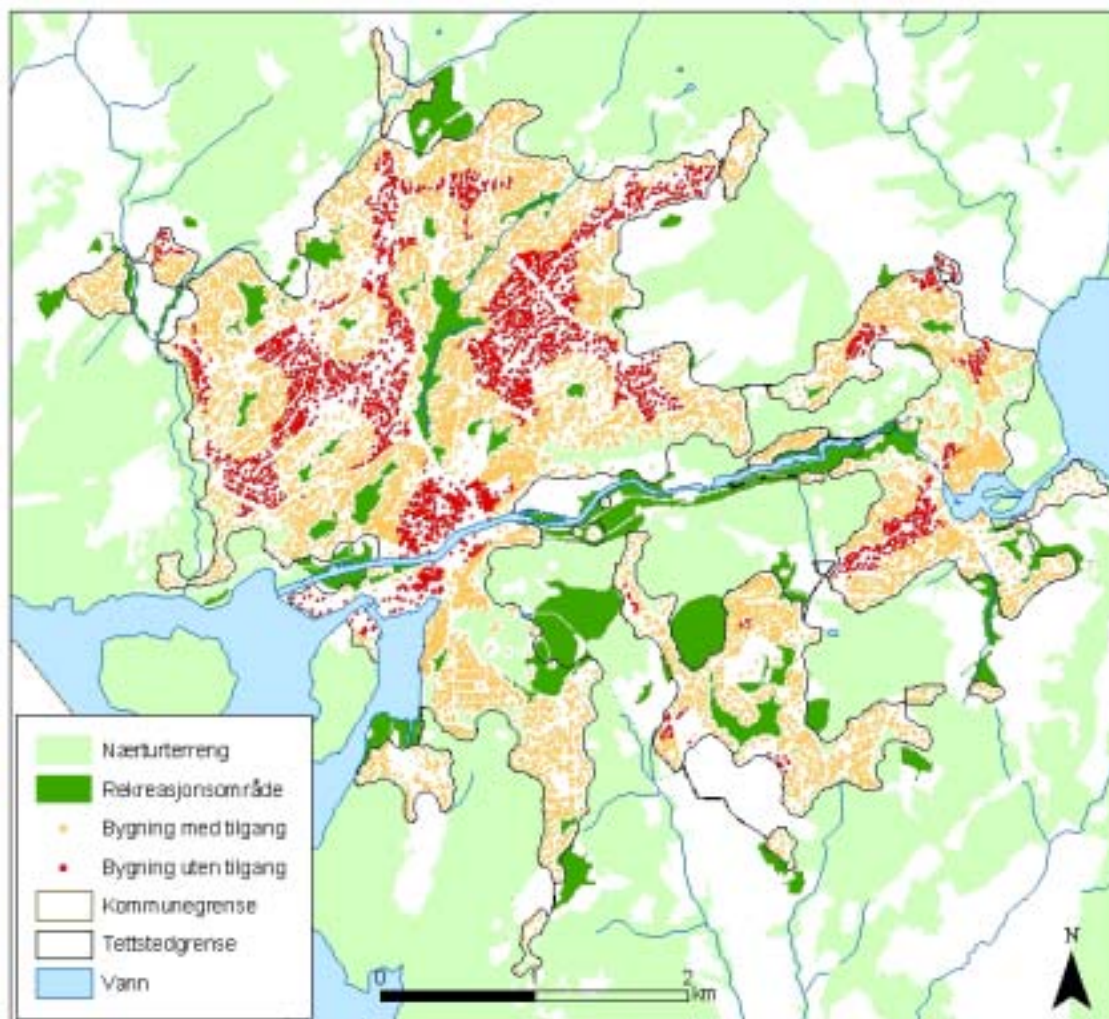 Nærturterreng
Rekreasjonsområde
Bygning med tilgang
Bygning uten tilgang
Kommunegrense
Tettstedgrense
Vann
0 1 2
km
N